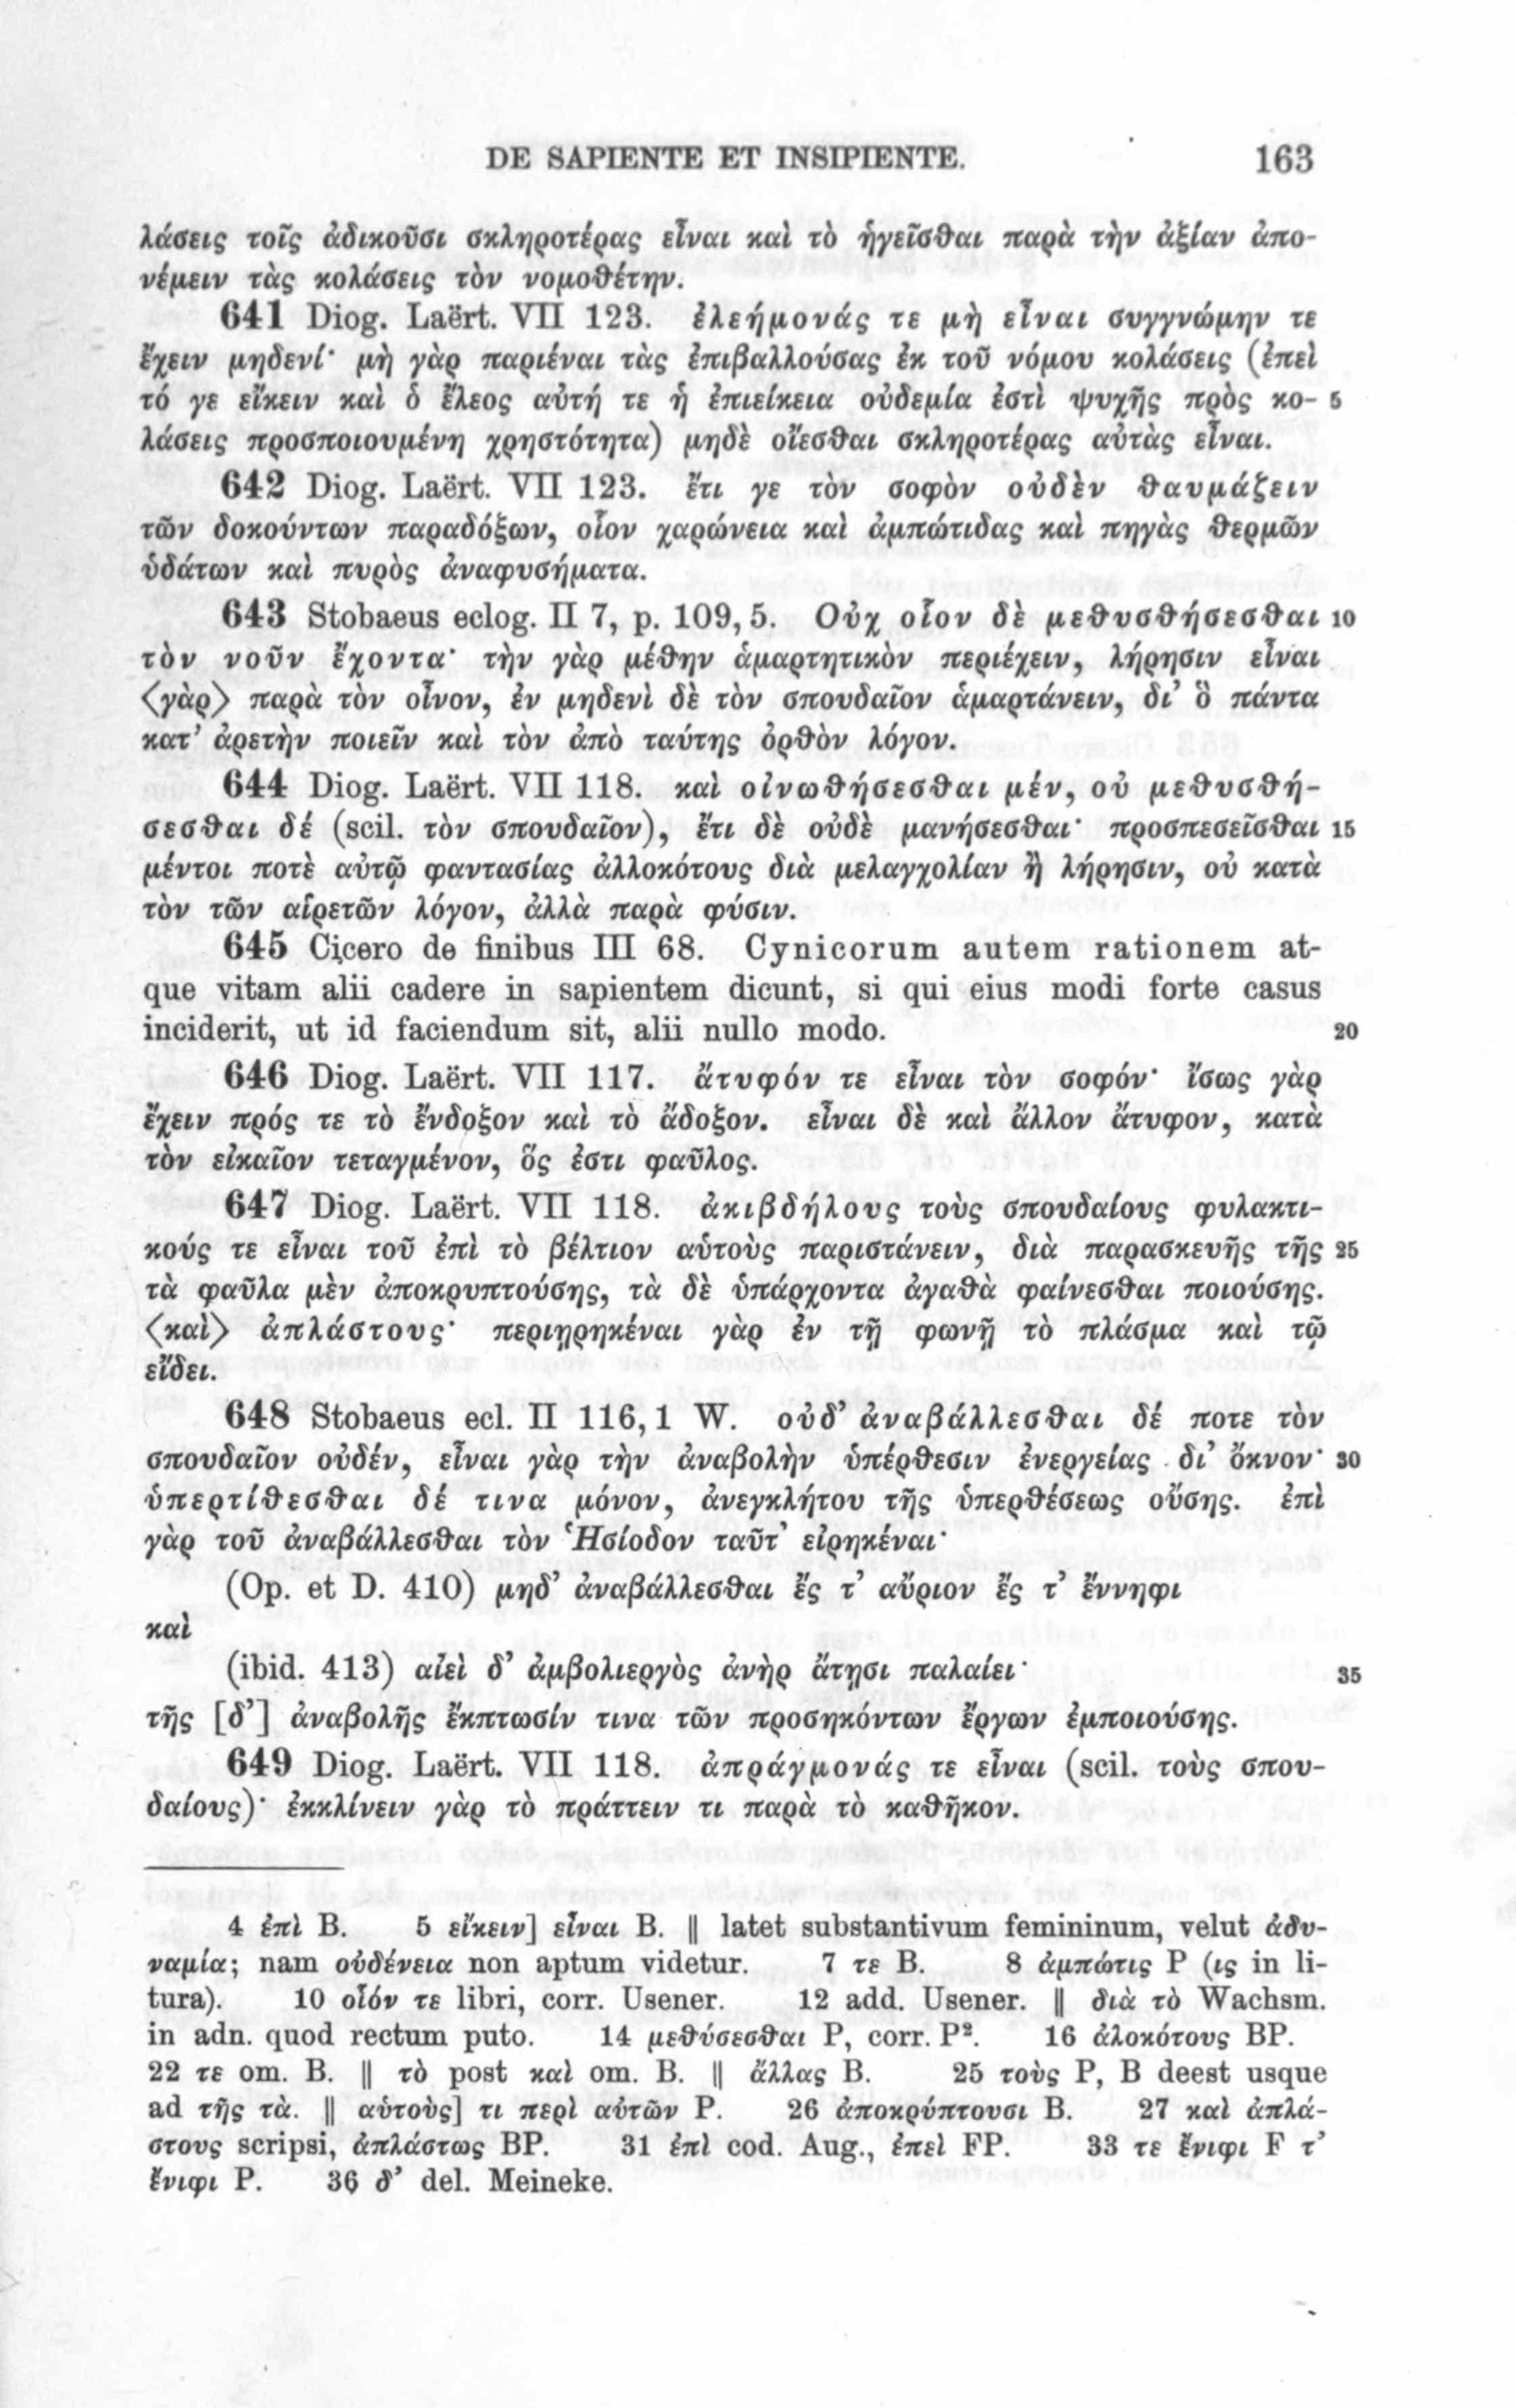 DE SAPIENTE ET INSIPIENTE. 163
λάσεις τοῖς ἀδικοῦσι σκληροτέρας εἶναι καὶ τὸ ἡγεῖσθαι παρὰ τὴν ἀξίαν ἀπο-
νέμειν τὰς κολάσεις τὸν νομοθέτην.
641 Diog. Laërt. VII 123. ἐλεήμονάς τε μὴ εἶναι συγγνώμην τε
ἔχειν μηδενί· μὴ γὰρ παριέναι τὰς ἐπιβαλλούσας ἐκ τοῦ νόμου κολάσεις (ἐπεὶ
τό γε εἴκειν καὶ ὁ ἔλεος αὐτή τε ἡ ἐπιείκεια οὐδεμία ἐστὶ ψυχῆς πρὸς κο- 5
λάσεις προσποιουμένη χρηστότητα) μηδὲ οἴεσθαι σκληροτέρας αὐτὰς εἶναι.
642 Diog. Laërt. VII 123. ἔτι γε τὸν σοφὸν οὐδὲν θαυμάζειν
τῶν δοκούντων παραδόξων, οἷον χαρώνεια καὶ ἀμπώτιδας καὶ πηγὰς θερμῶν
ὑδάτων καὶ πυρὸς ἀναφυσήματα.
643 Stobaeus eclog. II 7, p. 109, 5. Οὐχ οἷον δὲ μεθυσθήσεσθαι 10
τὸν νοῦν ἔχοντα· τὴν γὰρ μέθην ἁμαρτητικὸν περιέχειν, λήρησιν εἶναι
〈γὰρ〉 παρὰ τὸν οἶνον, ἐν μηδενὶ δὲ τὸν σπουδαῖον ἁμαρτάνειν, δι’ ὃ πάντα
κατ’ ἀρετὴν ποιεῖν καὶ τὸν ἀπὸ ταύτης ὀρθὸν λόγον.
644 Diog. Laërt. VII 118. καὶ οἰνωθήσεσθαι μέν, οὐ μεθυσθή-
σεσθαι δέ (scil. τὸν σπουδαῖον), ἔτι δὲ οὐδὲ μανήσεσθαι· προσπεσεῖσθαι 15
μέντοι ποτὲ αὐτῷ φαντασίας ἀλλοκότους διὰ μελαγχολίαν ἢ λήρησιν, οὐ κατὰ
τὸν τῶν αἱρετῶν λόγον, ἀλλὰ παρὰ φύσιν.
645 Cicero de finibus III 68. Cynicorum autem rationem at-
que vitam alii cadere in sapientem dicunt, si qui eius modi forte casus
inciderit, ut id faciendum sit, alii nullo modo. 20
646 Diog. Laërt. VII 117. ἄτυφόν τε εἶναι τὸν σοφόν· ἴσως γὰρ
ἔχειν πρός τε τὸ ἔνδοξον καὶ τὸ ἄδοξον. εἶναι δὲ καὶ ἄλλον ἄτυφον, κατὰ
τὸν εἰκαῖον τεταγμένον, ὅς ἐστι φαῦλος.
647 Diog. Laërt. VII 118. ἀκιβδήλους τοὺς σπουδαίους φυλακτι-
κούς τε εἶναι τοῦ ἐπὶ τὸ βέλτιον αὑτοὺς παριστάνειν, διὰ παρασκευῆς τῆς 25
τὰ φαῦλα μὲν ἀποκρυπτούσης, τὰ δὲ ὑπάρχοντα ἀγαθὰ φαίνεσθαι ποιούσης.
〈καὶ〉 ἀπλάστους· περιῃρηκέναι γὰρ ἐν τῇ φωνῇ τὸ πλάσμα καὶ τῷ
εἴδει.
648 Stobaeus ecl. II 116, 1 W. οὐδ’ ἀναβάλλεσθαι δέ ποτε τὸν
σπουδαῖον οὐδέν, εἶναι γὰρ τὴν ἀναβολὴν ὑπέρθεσιν ἐνεργείας δι’ ὄκνον· 30
ὑπερτίθεσθαι δέ τινα μόνον, ἀνεγκλήτου τῆς ὑπερθέσεως οὔσης. ἐπὶ
γὰρ τοῦ ἀναβάλλεσθαι τὸν Ἡσίοδον ταῦτ’ εἰρηκέναι·
(Op. et D. 410) μηδ’ ἀναβάλλεσθαι ἔς τ’ αὔριον ἔς τ’ ἔννηφι
καὶ
(ibid. 413) αἰεὶ δ’ ἀμβολιεργὸς ἀνὴρ ἄτῃσι παλαίει· 35
τῆς [δ’] ἀναβολῆς ἔκπτωσίν τινα τῶν προσηκόντων ἔργων ἐμποιούσης.
649 Diog. Laërt. VII 118. ἀπράγμονάς τε εἶναι (scil. τοὺς σπου-
δαίους)· ἐκκλίνειν γὰρ τὸ πράττειν τι παρὰ τὸ καθῆκον.
4 ἐπὶ B. 5 εἴκειν] εἶναι B. || latet substantivum femininum, velut ἀδυ-
ναμία; nam οὐδένεια non aptum videtur. 7 τε B. 8 ἀμπώτις P (ις in li-
tura). 10 οἷόν τε libri, corr. Usener. 12 add. Usener. || διὰ τὸ Wachsm.
in adn. quod rectum puto. 14 μεθύσεσθαι P, corr. P². 16 ἀλοκότους BP.
22 τε om. B. || τὸ post καὶ om. B. || ἄλλας B. 25 τοὺς P, B deest usque
ad τῆς τὰ. || αὑτοὺς] τι περὶ αὑτῶν P. 26 ἀποκρύπτουσι B. 27 καὶ ἀπλά-
στους scripsi, ἀπλάστως BP. 31 ἐπὶ cod. Aug., ἐπεὶ FP. 33 τε ἔνιφι F τ’
ἔνιφι P. 36 δ’ del. Meineke.